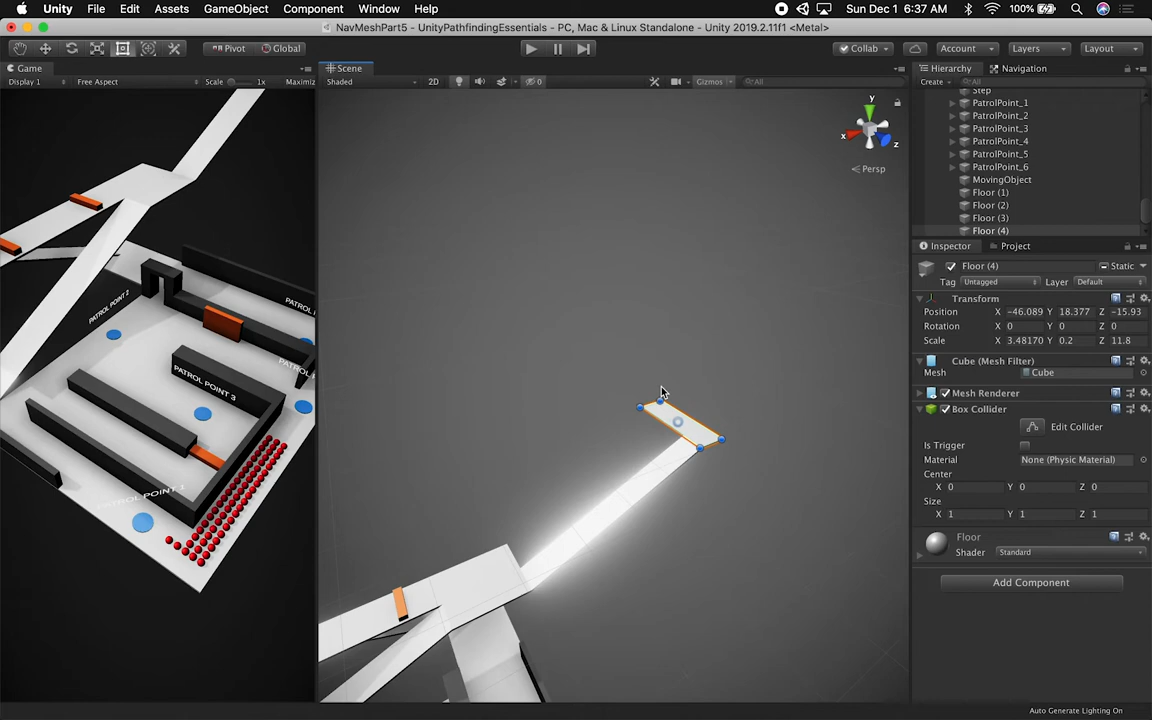 Unity File Edit Assets GameObject Component Window Help 100% Sun Dec 1 6:37 AM
NavMeshPart5 - UnityPathfindingEssentials - PC, Mac & Linux Standalone - Unity 2019.2.11f1 <Metal>
Pivot Global Collab Account Layers Layout
Game Scene Hierarchy Navigation
Display 1 Free Aspect Scale 1x Maximiz Shaded 2D 0 Gizmos All Create All
Step
PatrolPoint_1
PatrolPoint_2
PatrolPoint_3
PatrolPoint_4
PatrolPoint_5
PatrolPoint_6
MovingObject
Floor (1)
Floor (2)
Floor (3)
Floor (4)
y
x
z
Persp
PATROL POINT 2
PATROL POINT 3
PATROL POINT 1
Inspector Project
Floor (4) Static
Tag Untagged Layer Default
Transform
Position X -46.089 Y 18.377 Z -15.93
Rotation X 0 Y 0 Z 0
Scale X 3.48170 Y 0.2 Z 11.8
Cube (Mesh Filter)
Mesh Cube
Mesh Renderer
Box Collider
Edit Collider
Is Trigger
Material None (Physic Material)
Center
X 0 Y 0 Z 0
Size
X 1 Y 1 Z 1
Floor
Shader Standard
Add Component
Auto Generate Lighting On